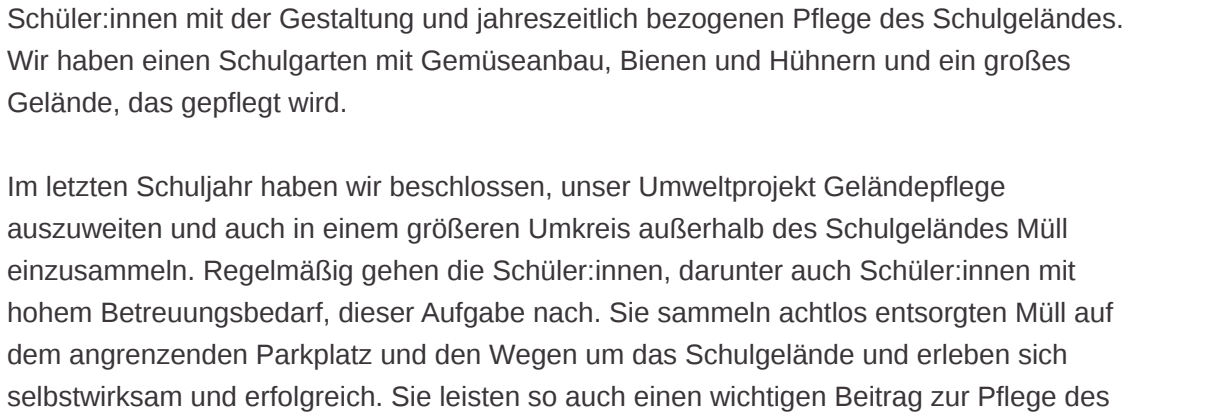 Schüler:innen mit der Gestaltung und jahreszeitlich bezogenen Pflege des Schulgeländes.
Wir haben einen Schulgarten mit Gemüseanbau, Bienen und Hühnern und ein großes
Gelände, das gepflegt wird.
Im letzten Schuljahr haben wir beschlossen, unser Umweltprojekt Geländepflege
auszuweiten und auch in einem größeren Umkreis außerhalb des Schulgeländes Müll
einzusammeln. Regelmäßig gehen die Schüler:innen, darunter auch Schüler:innen mit
hohem Betreuungsbedarf, dieser Aufgabe nach. Sie sammeln achtlos entsorgten Müll auf
dem angrenzenden Parkplatz und den Wegen um das Schulgelände und erleben sich
selbstwirksam und erfolgreich. Sie leisten so auch einen wichtigen Beitrag zur Pflege des